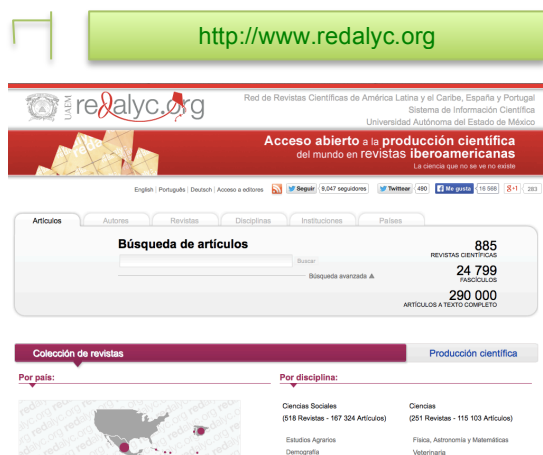 http://www.redalyc.org
UAEM
redalyc.org
Red de Revistas Científicas de América Latina y el Caribe, España y Portugal
Sistema de Información Científica
Universidad Autónoma del Estado de México
Acceso abierto a la producción científica
del mundo en revistas iberoamericanas
La ciencia que no se ve no existe
English | Português | Deutsch | Acceso a editores Seguir 9,047 seguidores Twittear 490 Me gusta 18 568 g+1 283
Artículos Autores Revistas Disciplinas Instituciones Países
Búsqueda de artículos
Buscar
Búsqueda avanzada
885
REVISTAS CIENTÍFICAS
24 799
FASCÍCULOS
290 000
ARTÍCULOS A TEXTO COMPLETO
Colección de revistas Producción científica
Por país: Por disciplina:
Ciencias Sociales Ciencias
(518 Revistas - 167 324 Artículos) (251 Revistas - 115 103 Artículos)
Estudios Agrarios Física, Astronomía y Matemáticas
Demografía Veterinaria